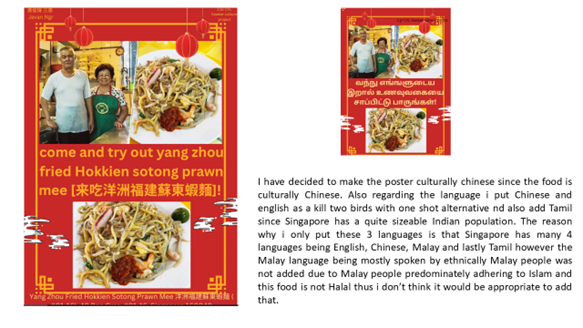 Javan Ngr
come and try out yang zhou
fried Hokkien sotong prawn
mee [來吃洋洲福建蘇東蝦麵]!
Yang Zhou Fried Hokkien Sotong Prawn Mee 洋洲福建蘇東蝦麵 (
வந்து எங்களுடைய
இறால் உணவுவகையை
சாப்பிட்டு பாருங்கள்!
I have decided to make the poster culturally chinese since the food is
culturally Chinese. Also regarding the language i put Chinese and
english as a kill two birds with one shot alternative nd also add Tamil
since Singapore has a quite sizeable Indian population. The reason
why i only put these 3 languages is that Singapore has many 4
languages being English, Chinese, Malay and lastly Tamil however the
Malay language being mostly spoken by ethnically Malay people was
not added due to Malay people predominately adhering to Islam and
this food is not Halal thus i don't think it would be appropriate to add
that.